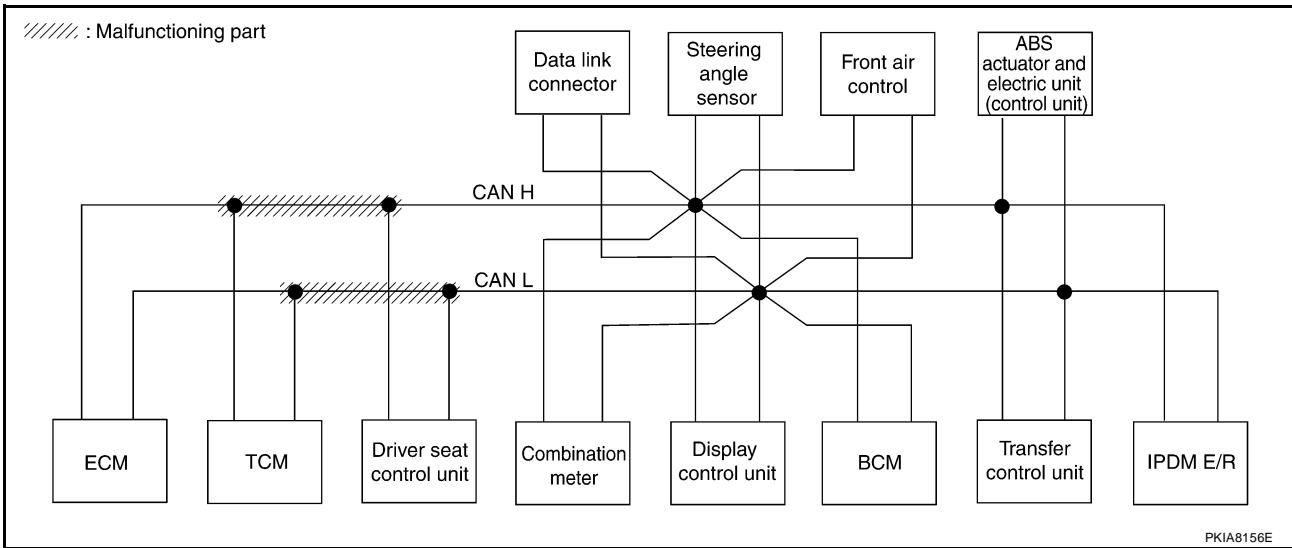 : Malfunctioning part
Data link
connector
Steering
angle
sensor
Front air
control
ABS
actuator and
electric unit
(control unit)
CAN H
CAN L
ECM
TCM
Driver seat
control unit
Combination
meter
Display
control unit
BCM
Transfer
control unit
IPDM E/R
PKIA8156E